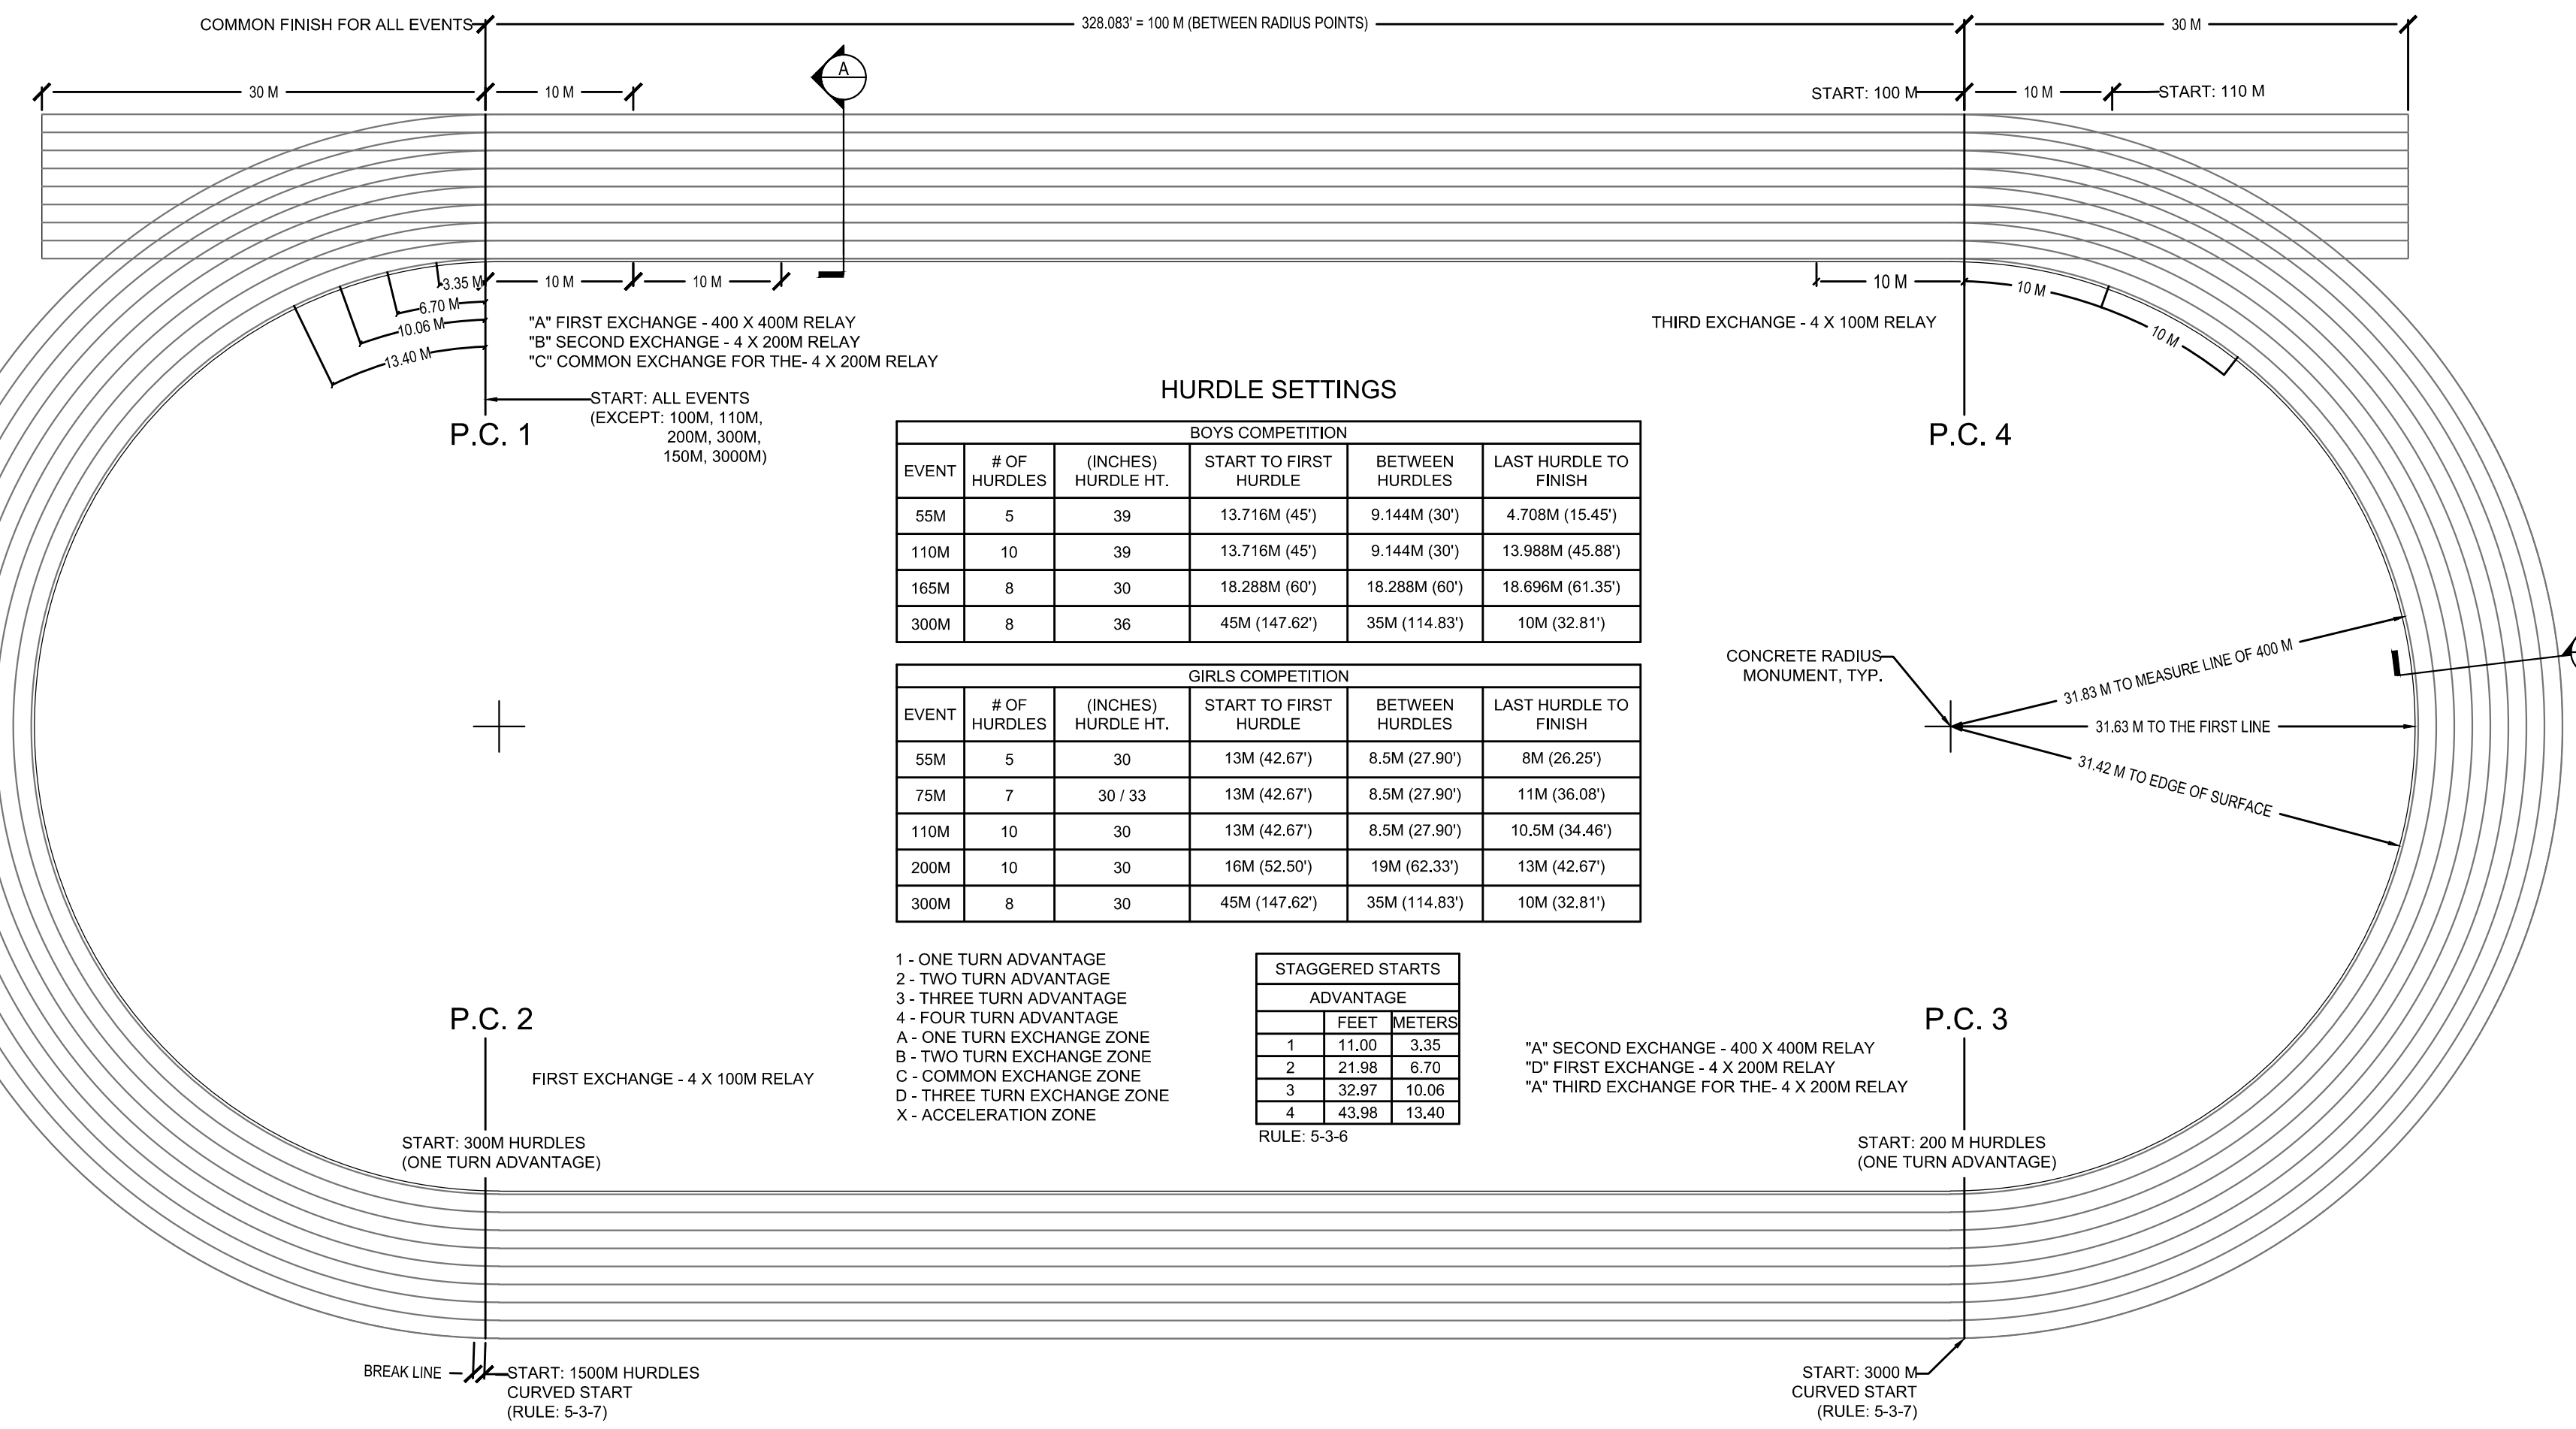 COMMON FINISH FOR ALL EVENTS
328.083' = 100 M (BETWEEN RADIUS POINTS)
30 M
30 M
10 M
A
START: 100 M
10 M
START: 110 M
3.35 M
6.70 M
10.06 M
13.40 M
10 M
10 M
10 M
10 M
10 M
"A" FIRST EXCHANGE - 400 X 400M RELAY
"B" SECOND EXCHANGE - 4 X 200M RELAY
"C" COMMON EXCHANGE FOR THE- 4 X 200M RELAY
THIRD EXCHANGE - 4 X 100M RELAY
START: ALL EVENTS
(EXCEPT: 100M, 110M,
200M, 300M,
150M, 3000M)
P.C. 1
P.C. 4
HURDLE SETTINGS
BOYS COMPETITION
EVENT # OF HURDLES (INCHES) HURDLE HT. START TO FIRST HURDLE BETWEEN HURDLES LAST HURDLE TO FINISH
55M 5 39 13.716M (45') 9.144M (30') 4.708M (15.45')
110M 10 39 13.716M (45') 9.144M (30') 13.988M (45.88')
165M 8 30 18.288M (60') 18.288M (60') 18.696M (61.35')
300M 8 36 45M (147.62') 35M (114.83') 10M (32.81')
GIRLS COMPETITION
EVENT # OF HURDLES (INCHES) HURDLE HT. START TO FIRST HURDLE BETWEEN HURDLES LAST HURDLE TO FINISH
55M 5 30 13M (42.67') 8.5M (27.90') 8M (26.25')
75M 7 30 / 33 13M (42.67') 8.5M (27.90') 11M (36.08')
110M 10 30 13M (42.67') 8.5M (27.90') 10.5M (34.46')
200M 10 30 16M (52.50') 19M (62.33') 13M (42.67')
300M 8 30 45M (147.62') 35M (114.83') 10M (32.81')
CONCRETE RADIUS
MONUMENT, TYP.
31.83 M TO MEASURE LINE OF 400 M
31.63 M TO THE FIRST LINE
31.42 M TO EDGE OF SURFACE
1 - ONE TURN ADVANTAGE
2 - TWO TURN ADVANTAGE
3 - THREE TURN ADVANTAGE
4 - FOUR TURN ADVANTAGE
A - ONE TURN EXCHANGE ZONE
B - TWO TURN EXCHANGE ZONE
C - COMMON EXCHANGE ZONE
D - THREE TURN EXCHANGE ZONE
X - ACCELERATION ZONE
STAGGERED STARTS
ADVANTAGE
FEET METERS
1 11.00 3.35
2 21.98 6.70
3 32.97 10.06
4 43.98 13.40
RULE: 5-3-6
P.C. 2
P.C. 3
FIRST EXCHANGE - 4 X 100M RELAY
"A" SECOND EXCHANGE - 400 X 400M RELAY
"D" FIRST EXCHANGE - 4 X 200M RELAY
"A" THIRD EXCHANGE FOR THE- 4 X 200M RELAY
START: 300M HURDLES
(ONE TURN ADVANTAGE)
START: 200 M HURDLES
(ONE TURN ADVANTAGE)
BREAK LINE
START: 1500M HURDLES
CURVED START
(RULE: 5-3-7)
START: 3000 M
CURVED START
(RULE: 5-3-7)